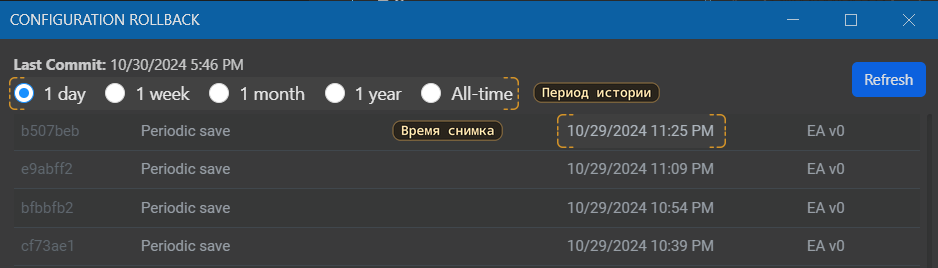 CONFIGURATION ROLLBACK
Last Commit: 10/30/2024 5:46 PM
1 day 1 week 1 month 1 year All-time Период истории Refresh
b507beb Periodic save Время снимка 10/29/2024 11:25 PM EA v0
e9abff2 Periodic save 10/29/2024 11:09 PM EA v0
bfbbfb2 Periodic save 10/29/2024 10:54 PM EA v0
cf73ae1 Periodic save 10/29/2024 10:39 PM EA v0